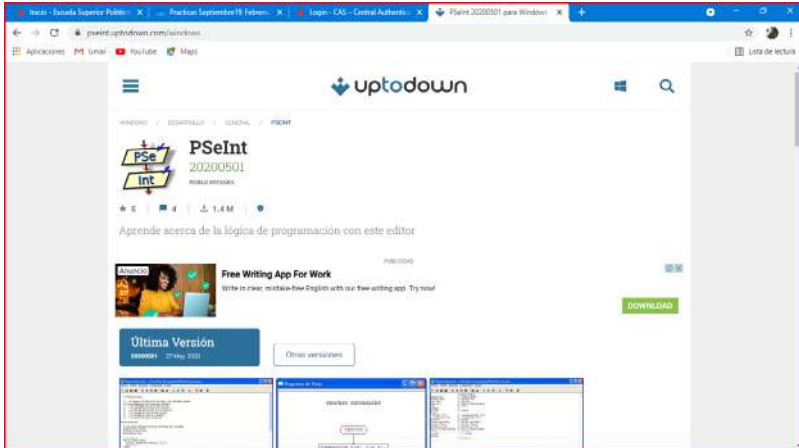 Inicio - Escuela Superior Politécn
Practicas Septiembre19: Febrero
Login - CAS – Central Authentic
PSeInt 20200501 para Windows
pseint.uptodown.com/windows
Aplicaciones
Gmail
YouTube
Maps
Lista de lectura
uptodown
WINDOWS / DESARROLLO / GENERAL / PSEINT
PSe
Int
PSeInt
20200501
PABLO NOVARA
4
1.4 M
Aprende acerca de la lógica de programación con este editor
PUBLICIDAD
Anuncio
Free Writing App For Work
Write in clear, mistake-free English with our free writing app. Try now!
DOWNLOAD
Última Versión
20200501 27 May. 2020
Otras versiones